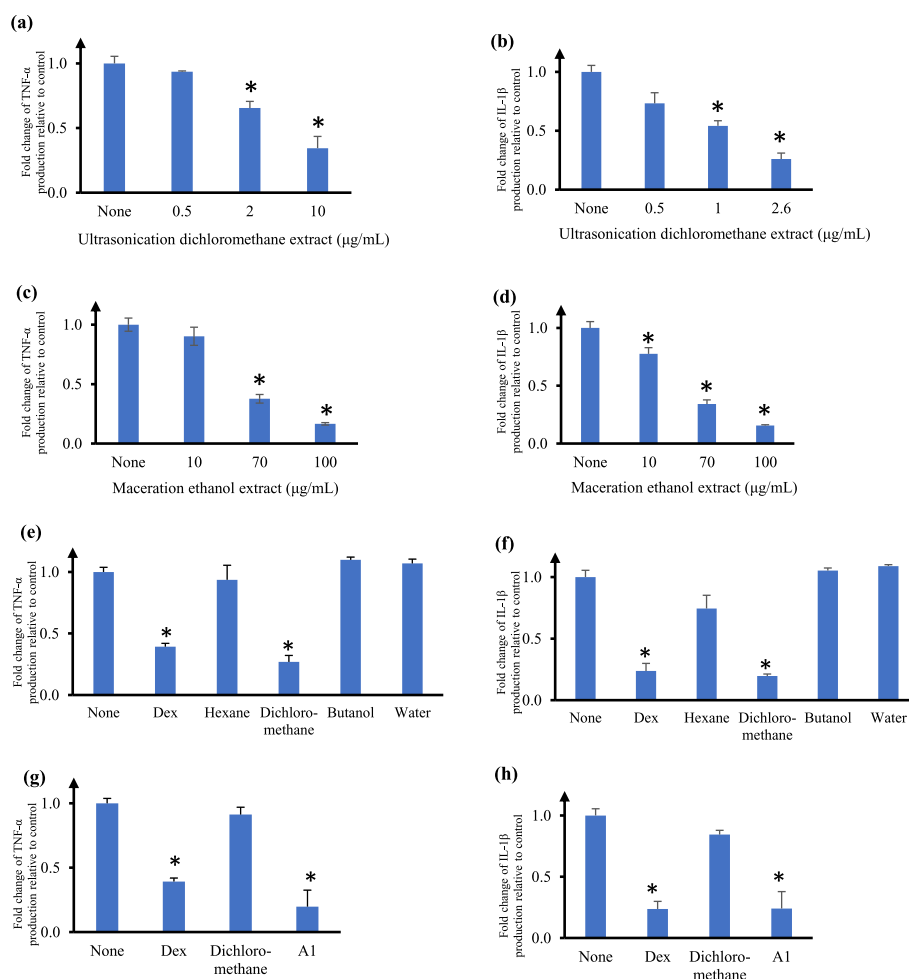 (a)
Fold change of TNF-α
production relative to control
1.0
0.5
0.0
*
*
None 0.5 2 10
Ultrasonication dichloromethane extract (μg/mL)
(b)
Fold change of IL-1β
production relative to control
1.0
0.5
0.0
*
*
None 0.5 1 2.6
Ultrasonication dichloromethane extract (μg/mL)
(c)
Fold change of TNF-α
production relative to control
1.0
0.5
0.0
*
*
None 10 70 100
Maceration ethanol extract (μg/mL)
(d)
Fold change of IL-1β
production relative to control
1.0
0.5
0.0
*
*
*
None 10 70 100
Maceration ethanol extract (μg/mL)
(e)
Fold change of TNF-α
production relative to control
1.0
0.5
0.0
*
*
None Dex Hexane Dichloro- Butanol Water
methane
(f)
Fold change of IL-1β
production relative to control
1.0
0.5
0.0
*
*
None Dex Hexane Dichloro- Butanol Water
methane
(g)
Fold change of TNF-α
production relative to control
1.0
0.5
0.0
*
*
None Dex Dichloro- A1
methane
(h)
Fold change of IL-1β
production relative to control
1.0
0.5
0.0
*
*
None Dex Dichloro- A1
methane